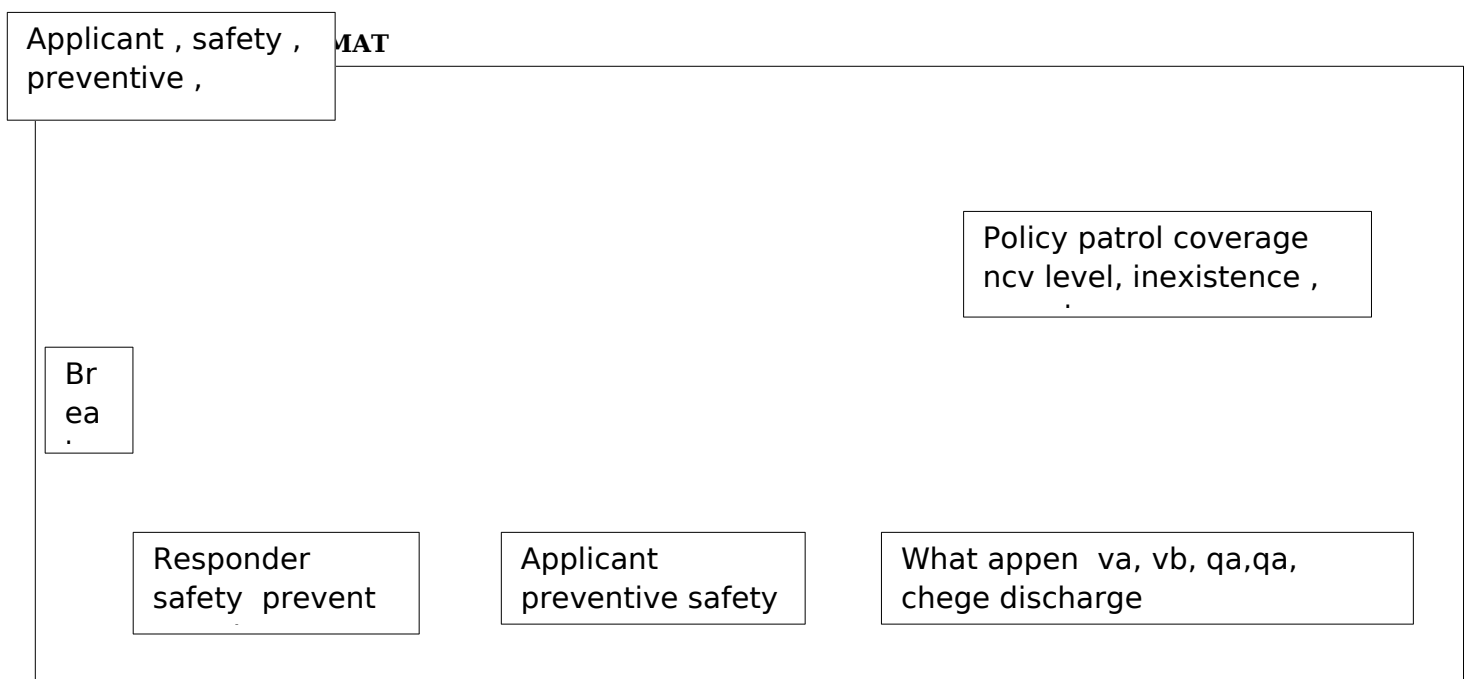 Applicant , safety ,
preventive ,
MAT
Policy patrol coverage
ncv level, inexistence ,
Br
ea
Responder
safety prevent
Applicant
preventive safety
What appen va, vb, qa,qa,
chege discharge